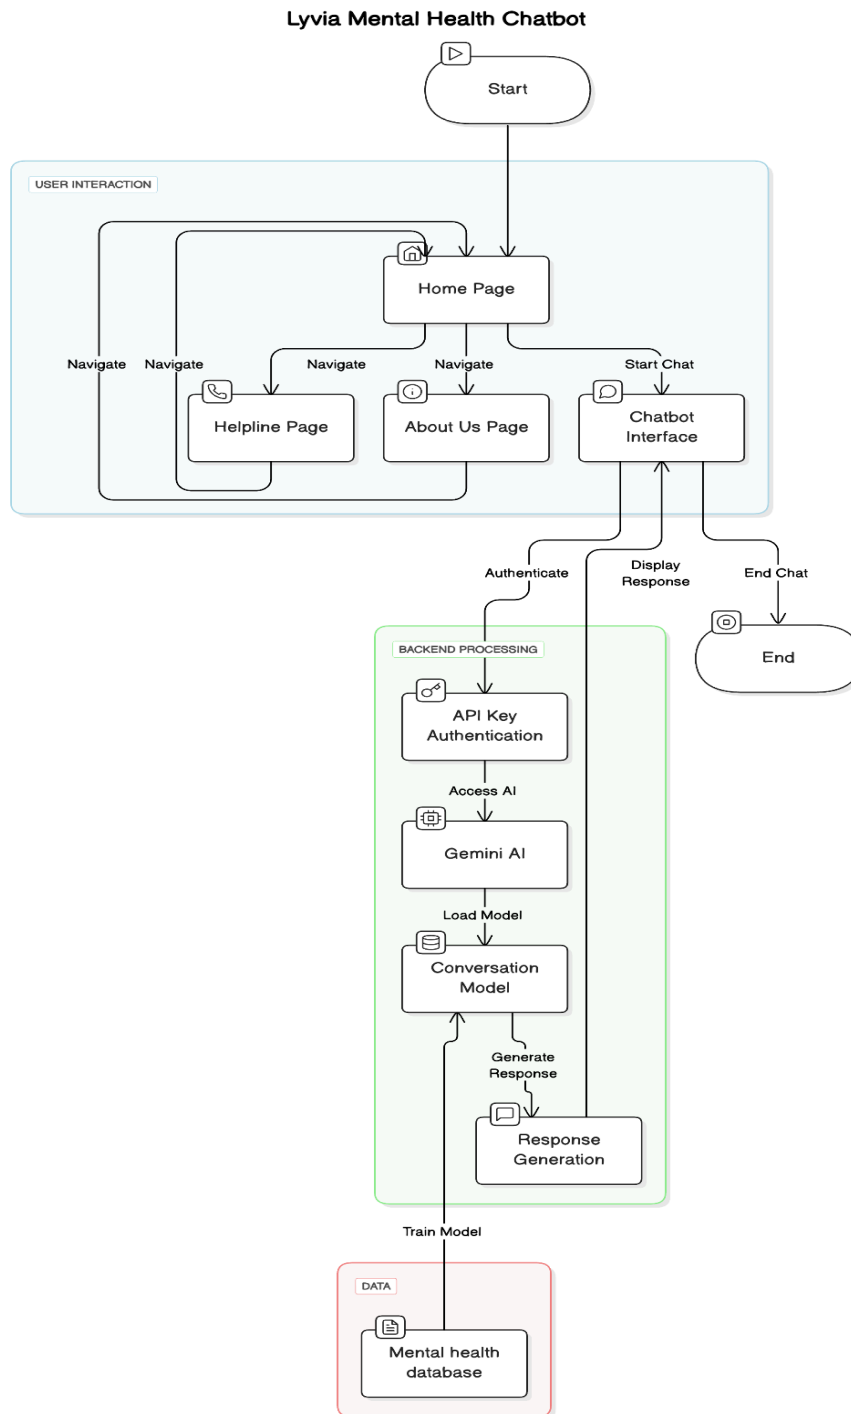 Lyvia Mental Health Chatbot
Start
USER INTERACTION
Home Page
Navigate
Navigate
Navigate
Navigate
Start Chat
Helpline Page
About Us Page
Chatbot
Interface
Authenticate
Display
Response
End Chat
End
BACKEND PROCESSING
API Key
Authentication
Access AI
Gemini AI
Load Model
Conversation
Model
Generate
Response
Response
Generation
Train Model
DATA
Mental health
database